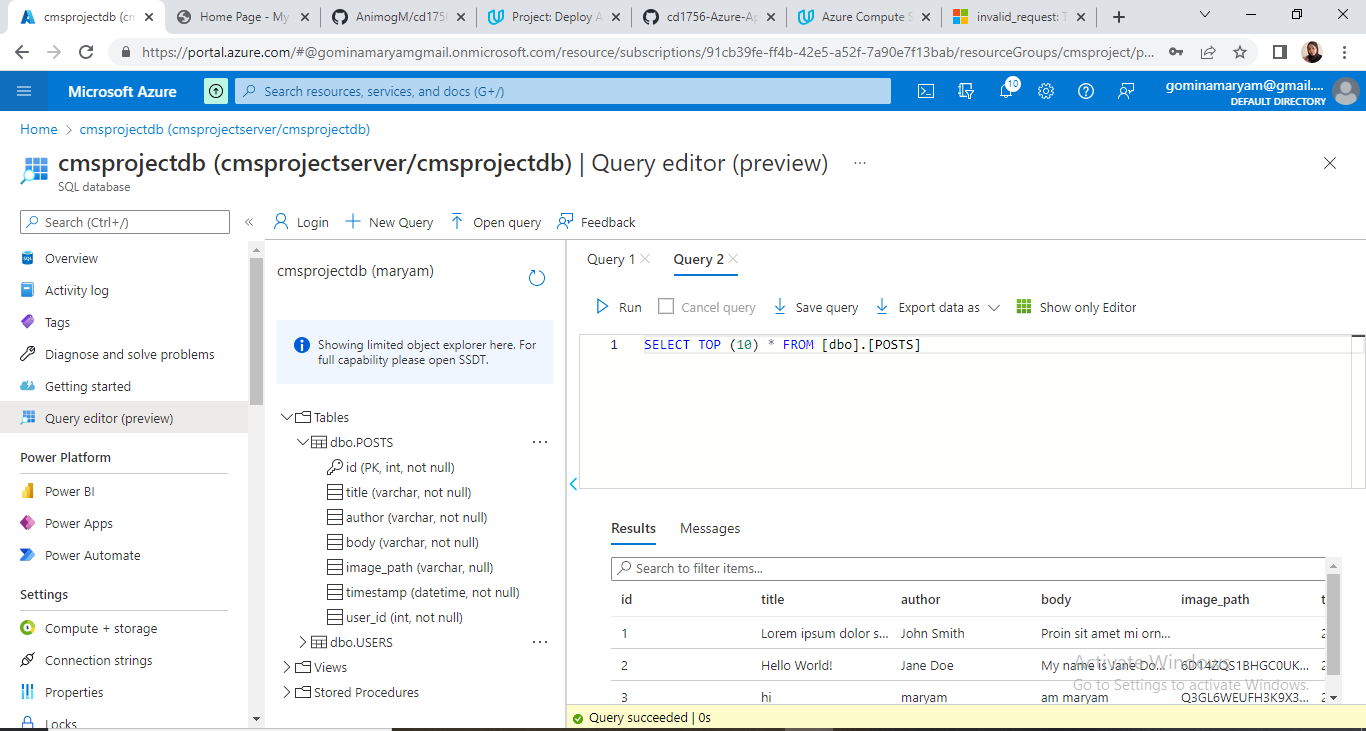 cmsprojectdb (cm
Home Page - My
AnimogM/cd175
Project: Deploy A
cd1756-Azure-Ap
Azure Compute S
invalid_request: T
https://portal.azure.com/#@gominamaryamgmail.onmicrosoft.com/resource/subscriptions/91cb39fe-ff4b-42e5-a52f-7a90e7f13bab/resourceGroups/cmsproject/p...
Microsoft Azure
Search resources, services, and docs (G+/)
10
gominamaryam@gmail....
DEFAULT DIRECTORY
Home > cmsprojectdb (cmsprojectserver/cmsprojectdb)
cmsprojectdb (cmsprojectserver/cmsprojectdb) | Query editor (preview) ...
SQL database
Search (Ctrl+/)
Overview
Activity log
Tags
Diagnose and solve problems
Getting started
Query editor (preview)
Power Platform
Power BI
Power Apps
Power Automate
Settings
Compute + storage
Connection strings
Properties
Locks
Login
New Query
Open query
Feedback
cmsprojectdb (maryam)
Showing limited object explorer here. For
full capability please open SSDT.
Tables
dbo.POSTS
id (PK, int, not null)
title (varchar, not null)
author (varchar, not null)
body (varchar, not null)
image_path (varchar, null)
timestamp (datetime, not null)
user_id (int, not null)
dbo.USERS
Views
Stored Procedures
Query 1
Query 2
Run
Cancel query
Save query
Export data as
Show only Editor
1 SELECT TOP (10) * FROM [dbo].[POSTS]
Results
Messages
Search to filter items...
id title author body image_path t
1 Lorem ipsum dolor s... John Smith Proin sit amet mi orn... 2
2 Hello World! Jane Doe My name is Jane Do... 6D14ZQS1BHGC0UK... 2
3 hi maryam am maryam Q3GL6WEUFH3K9X3... 2
Activate Windows
Go to Settings to activate Windows.
Query succeeded | 0s